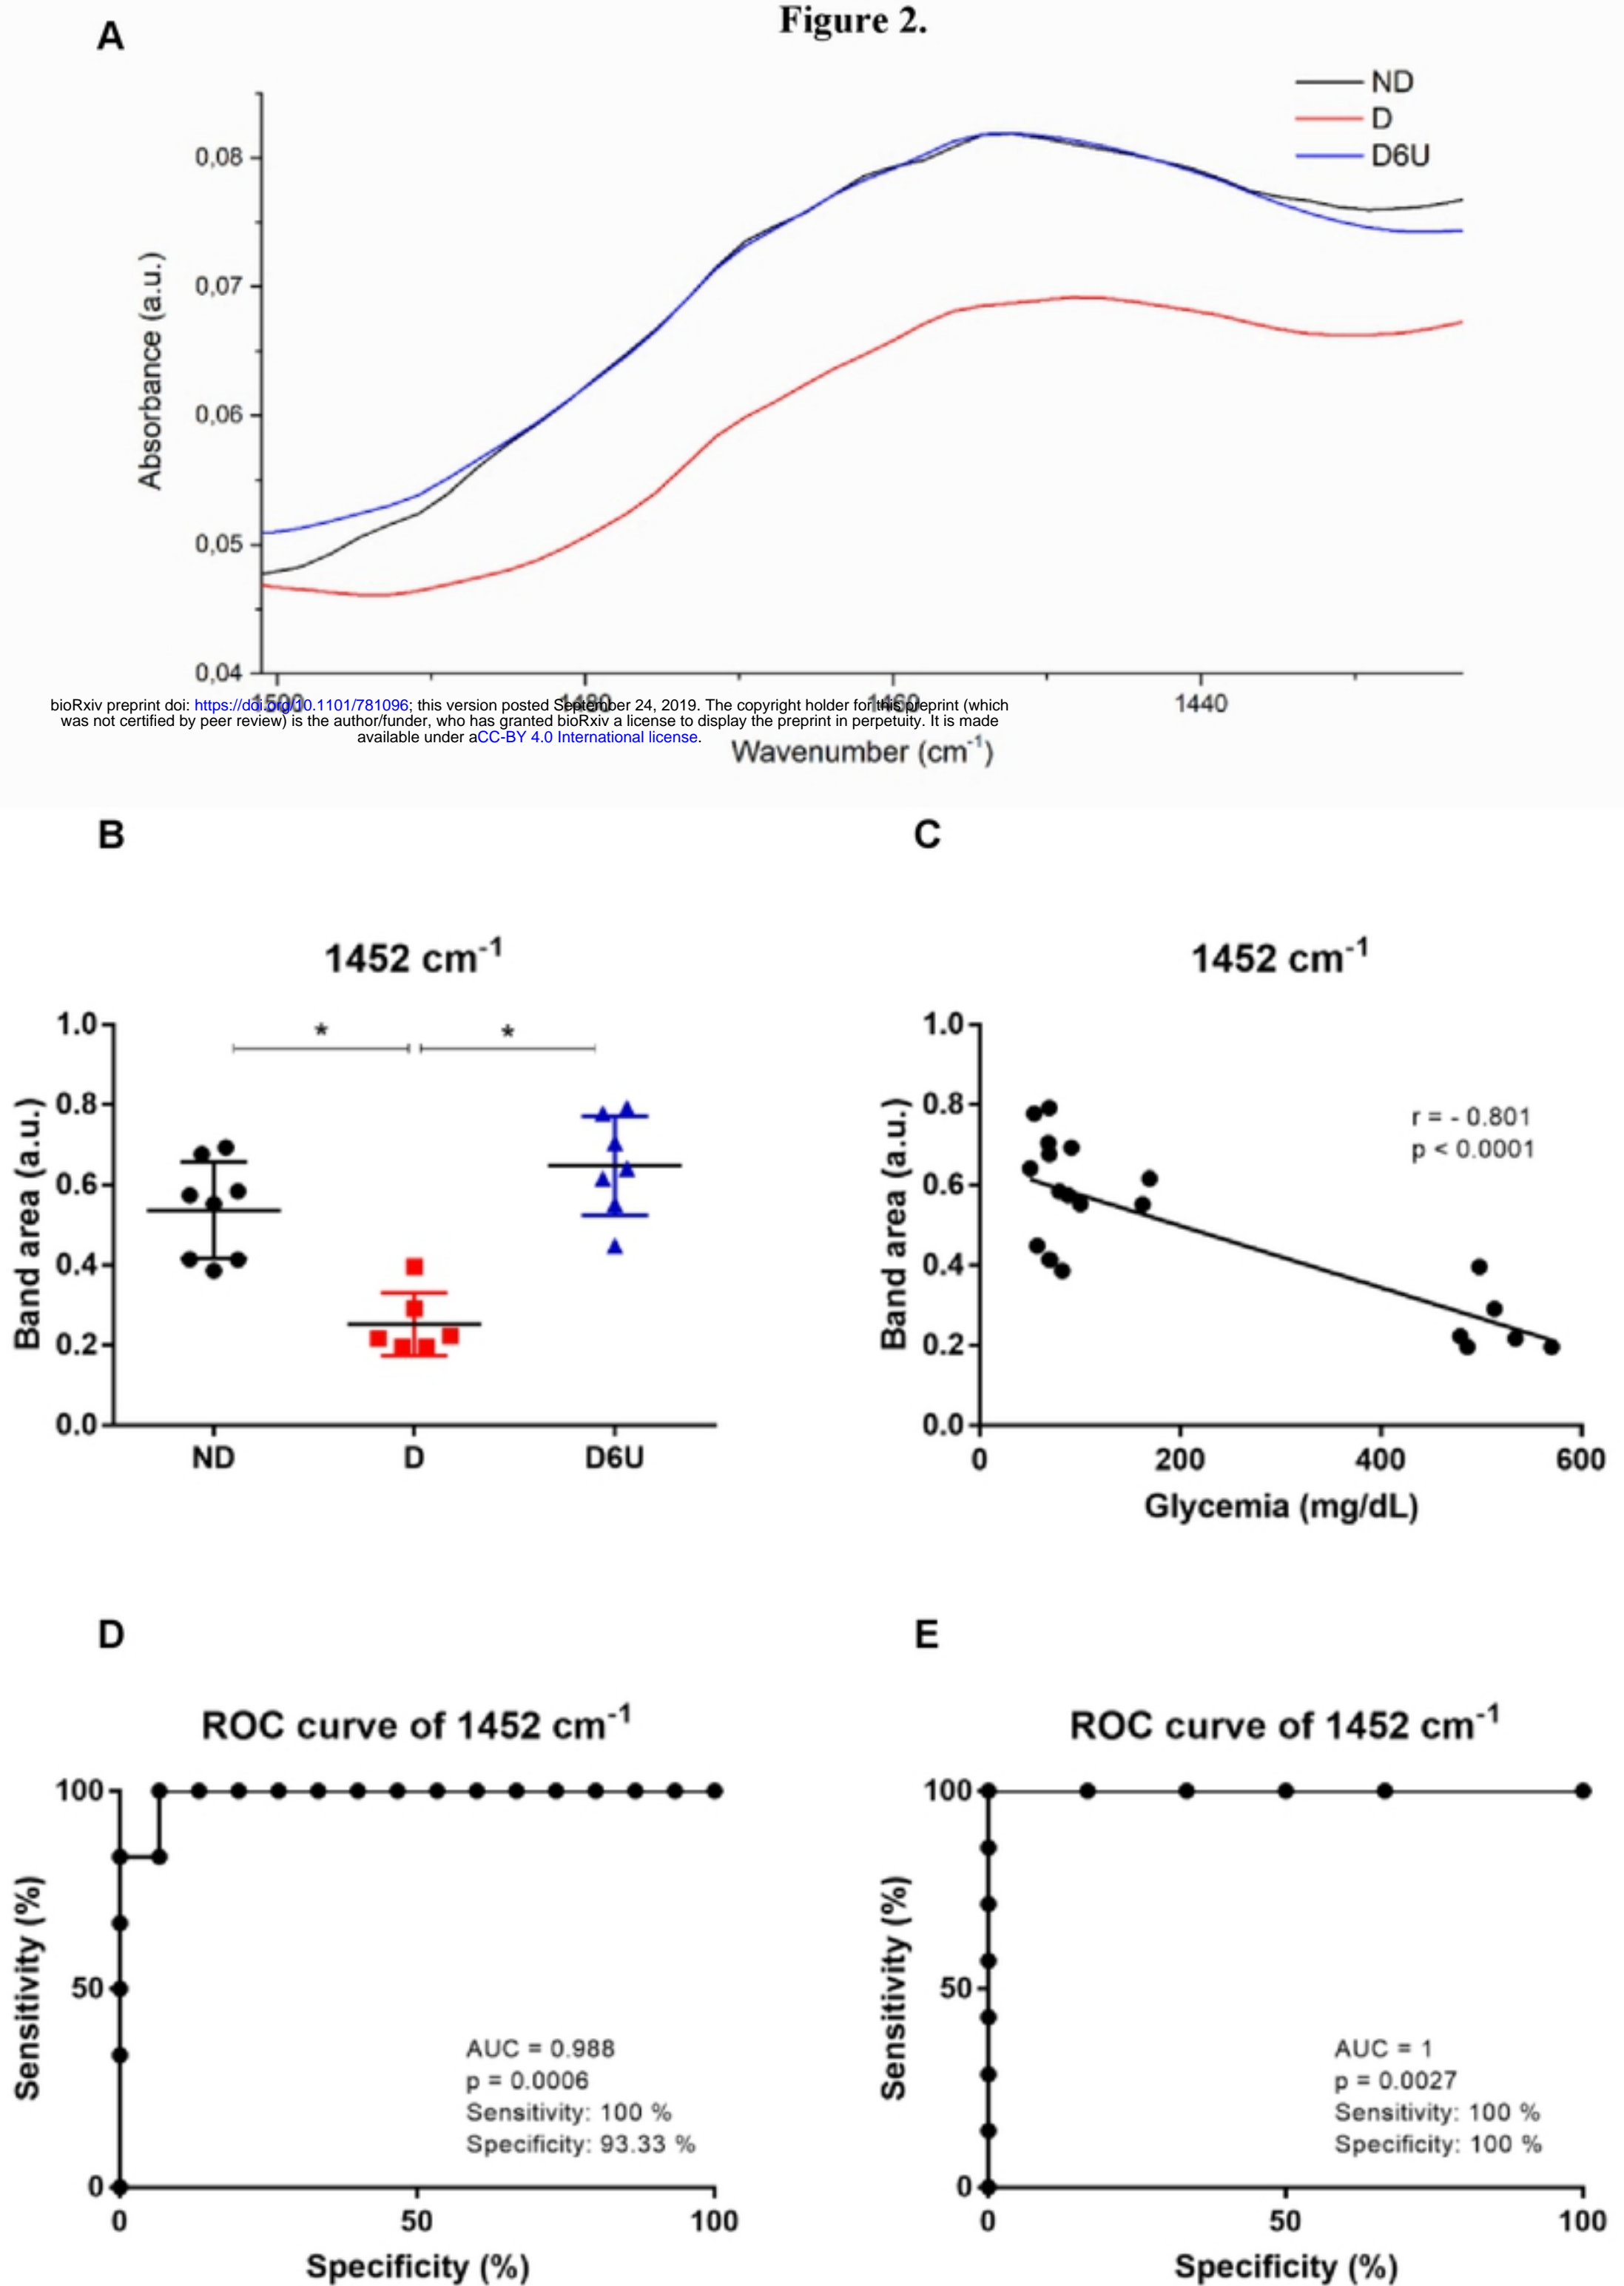 Figure 2.
A
ND
D
D6U
0,08
0,07
0,06
0,05
0,04
Absorbance (a.u.)
1500
1480
1460
1440
bioRxiv preprint doi: https://doi.org/10.1101/781096; this version posted September 24, 2019. The copyright holder for this preprint (which
was not certified by peer review) is the author/funder, who has granted bioRxiv a license to display the preprint in perpetuity. It is made
available under aCC-BY 4.0 International license.
Wavenumber (cm-1)
B
1452 cm-1
* *
1.0
0.8
0.6
0.4
0.2
0.0
Band area (a.u.)
ND D D6U
C
1452 cm-1
r = - 0.801
p < 0.0001
1.0
0.8
0.6
0.4
0.2
0.0
Band area (a.u.)
0 200 400 600
Glycemia (mg/dL)
D
ROC curve of 1452 cm-1
100
50
0
Sensitivity (%)
AUC = 0.988
p = 0.0006
Sensitivity: 100 %
Specificity: 93.33 %
0 50 100
Specificity (%)
E
ROC curve of 1452 cm-1
100
50
0
Sensitivity (%)
AUC = 1
p = 0.0027
Sensitivity: 100 %
Specificity: 100 %
0 50 100
Specificity (%)